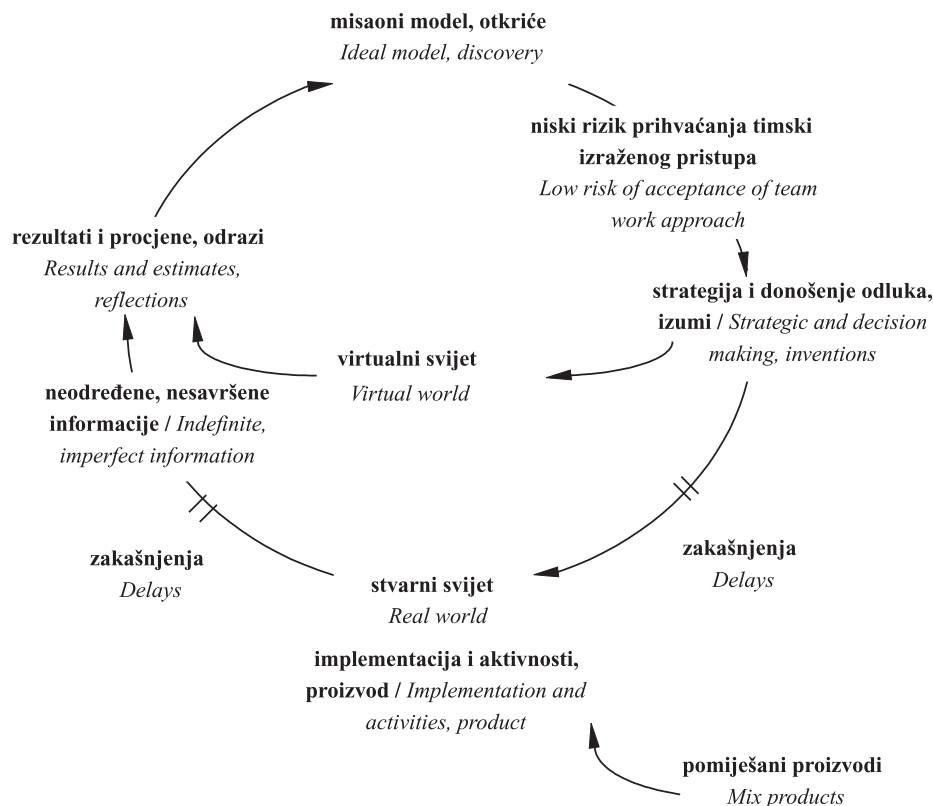 misaoni model, otkriće
Ideal model, discovery
niski rizik prihvaćanja timski
izraženog pristupa
Low risk of acceptance of team
work approach
rezultati i procjene, odrazi
Results and estimates,
reflections
strategija i donošenje odluka,
izumi / Strategic and decision
making, inventions
virtualni svijet
Virtual world
neodređene, nesavršene
informacije / Indefinite,
imperfect information
zakašnjenja
Delays
zakašnjenja
Delays
stvarni svijet
Real world
implementacija i aktivnosti,
proizvod / Implementation and
activities, product
pomiješani proizvodi
Mix products